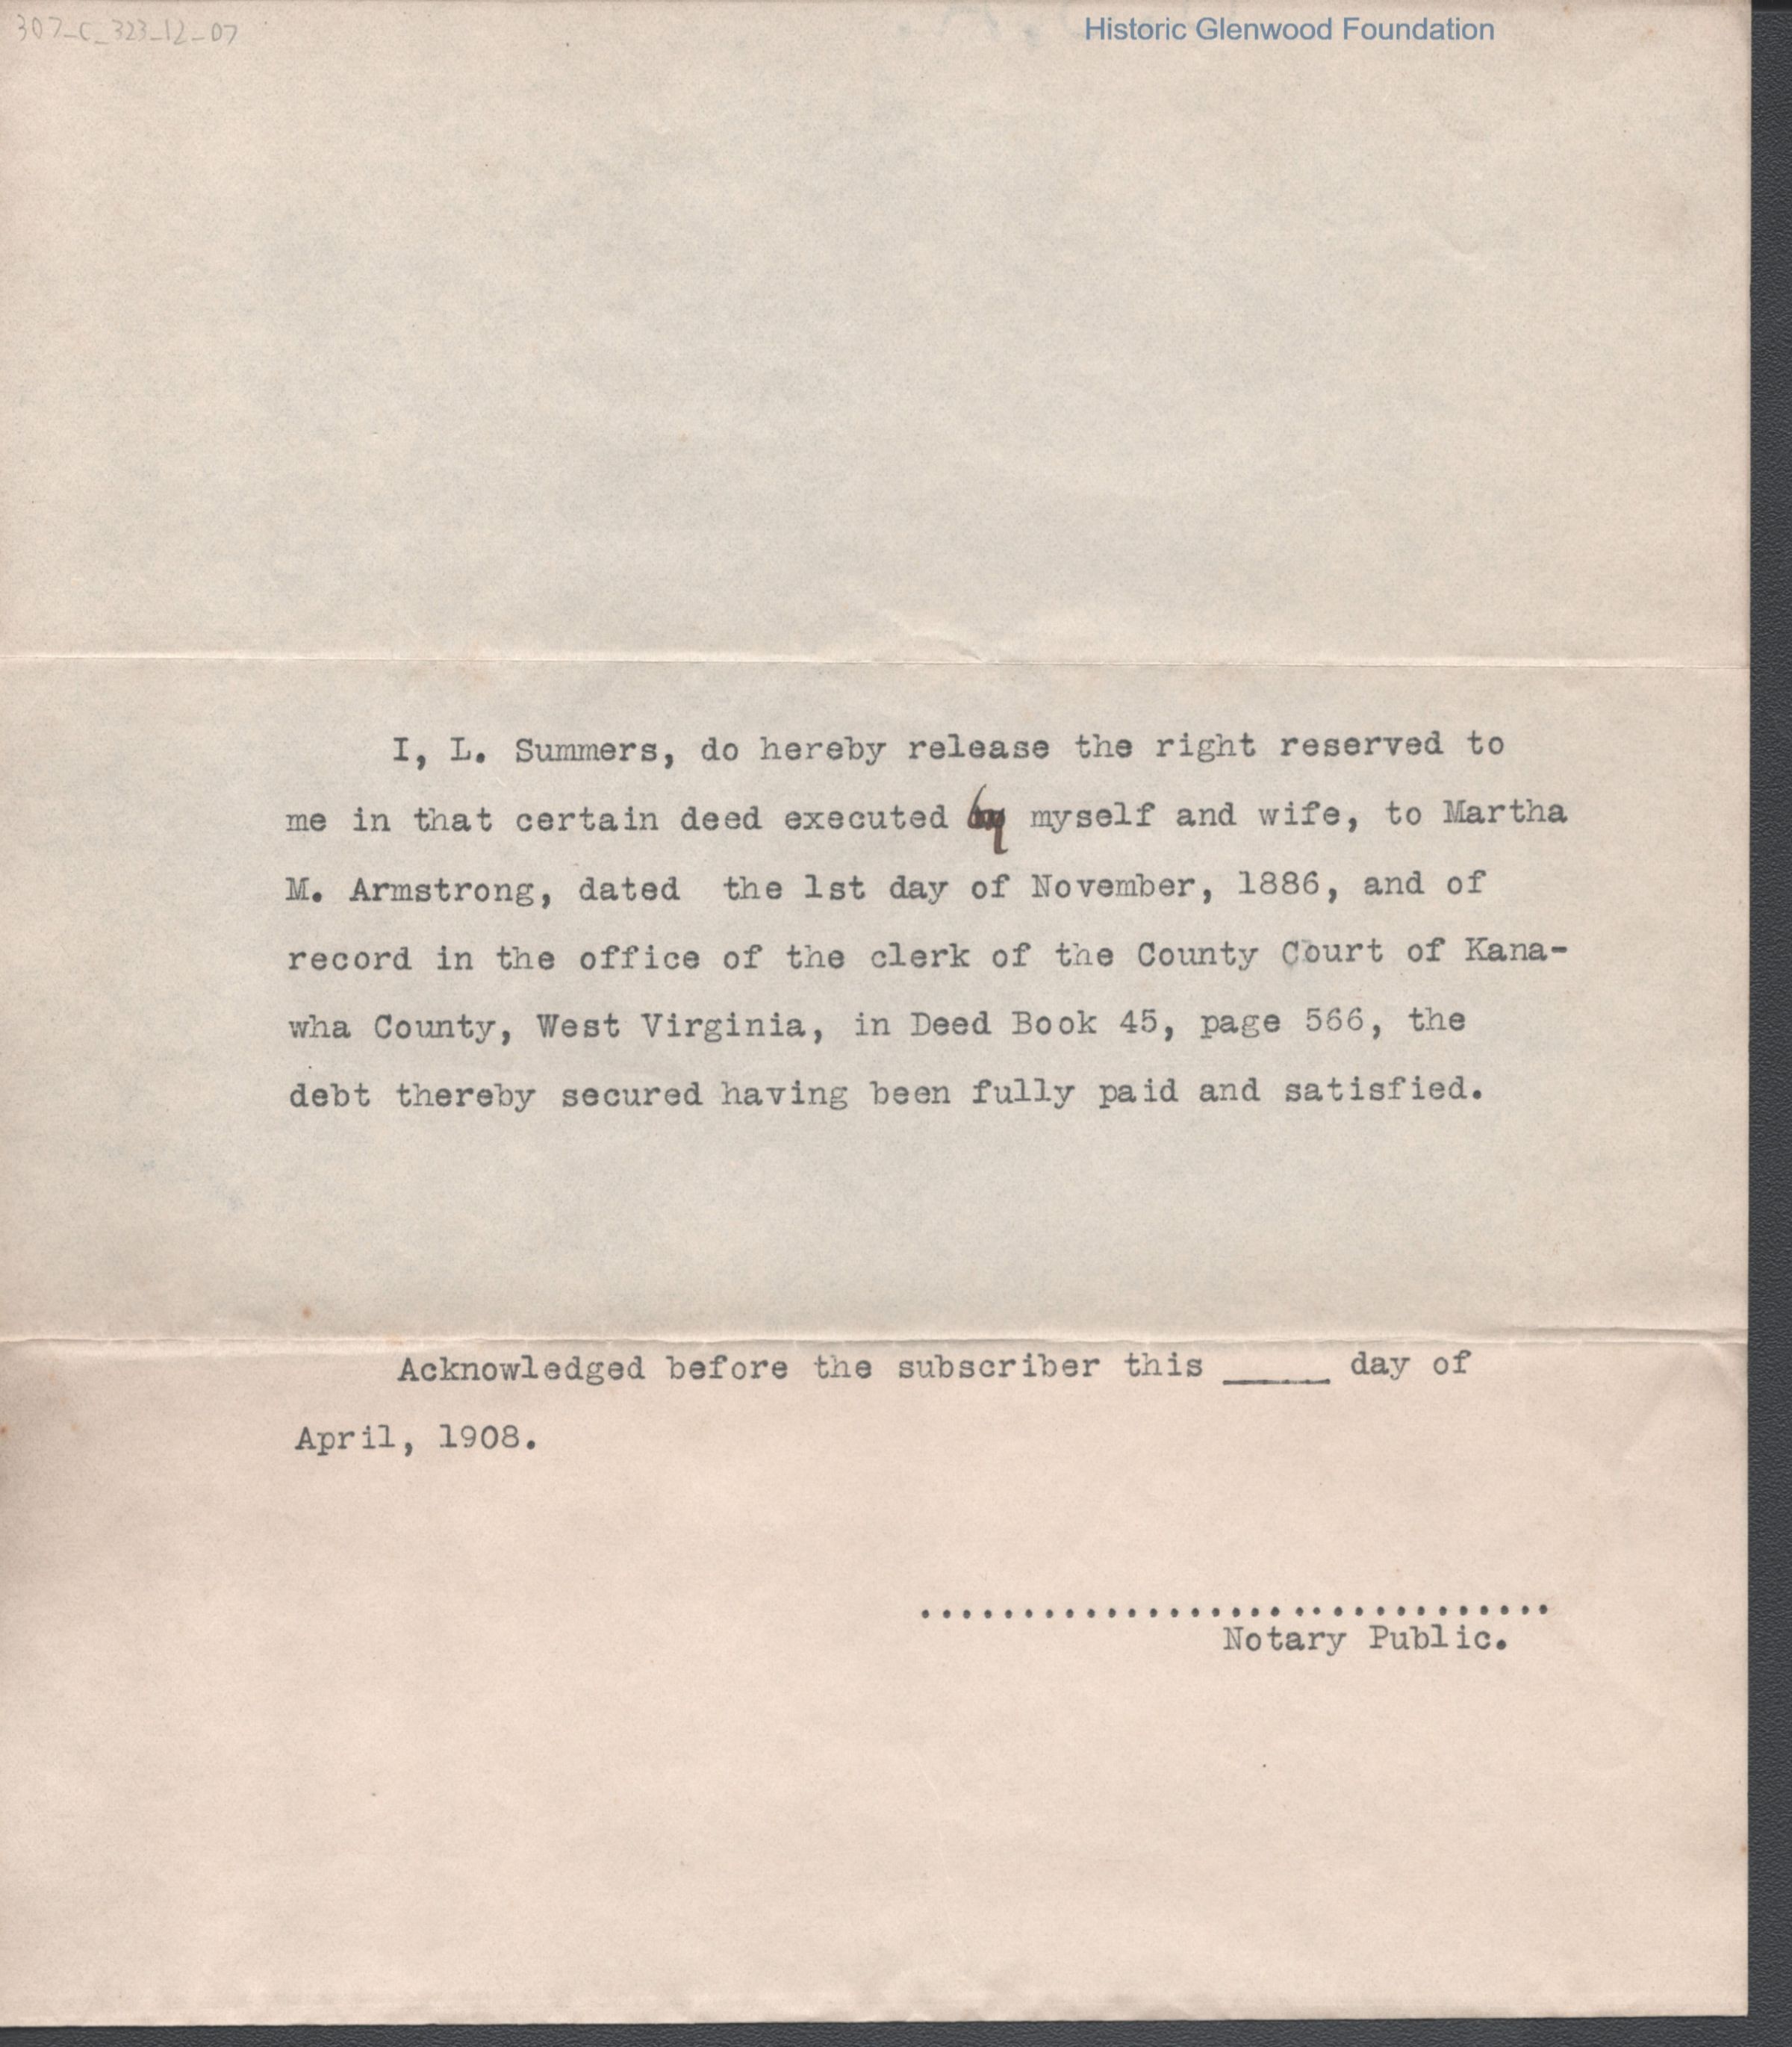 307_C_323_12_07
Historic Glenwood Foundation
I, L. Summers, do hereby release the right reserved to
me in that certain deed executed by myself and wife, to Martha
M. Armstrong, dated the 1st day of November, 1886, and of
record in the office of the clerk of the County Court of Kana-
wha County, West Virginia, in Deed Book 45, page 566, the
debt thereby secured having been fully paid and satisfied.
Acknowledged before the subscriber this ____ day of
April, 1908.
...............................
Notary Public.